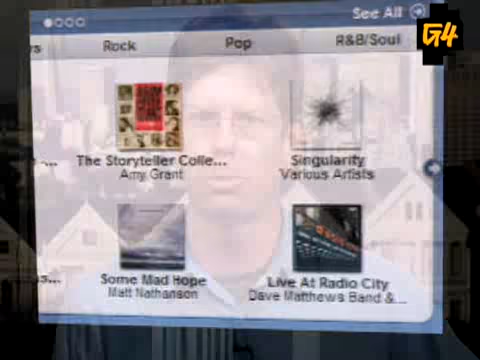 See All
G4
Rock
Pop
R&B/Soul
The Storyteller Colle...
Amy Grant
Singularity
Various Artists
Some Mad Hope
Matt Nathanson
Live At Radio City
Dave Matthews Band &...